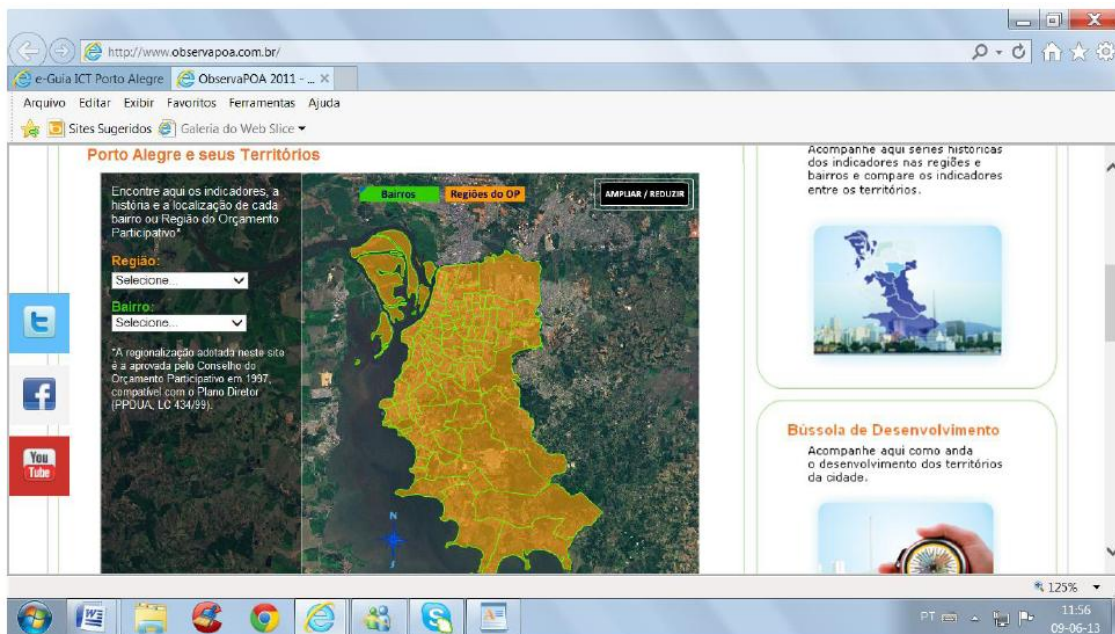 http://www.observapoa.com.br/
e-Guia ICT Porto Alegre
ObservaPOA 2011 - ...
Arquivo Editar Exibir Favoritos Ferramentas Ajuda
Sites Sugeridos Galeria do Web Slice
Porto Alegre e seus Territórios
Encontre aqui os indicadores, a
história e a localização de cada
bairro ou Região do Orçamento
Participativo*
Região:
Selecione...
Bairro:
Selecione...
*A regionalização adotada neste site
é a aprovada pelo Conselho do
Orçamento Participativo em 1997,
compatível com o Plano Diretor
(PPDUA, LC 434/99).
Bairros
Regiões do OP
AMPLIAR / REDUZIR
N
Acompanhe aqui séries históricas
dos indicadores nas regiões e
bairros e compare os indicadores
entre os territórios.
Bússola de Desenvolvimento
Acompanhe aqui como anda
o desenvolvimento dos territórios
da cidade.
You
Tube
125%
PT
11:56
09-06-13